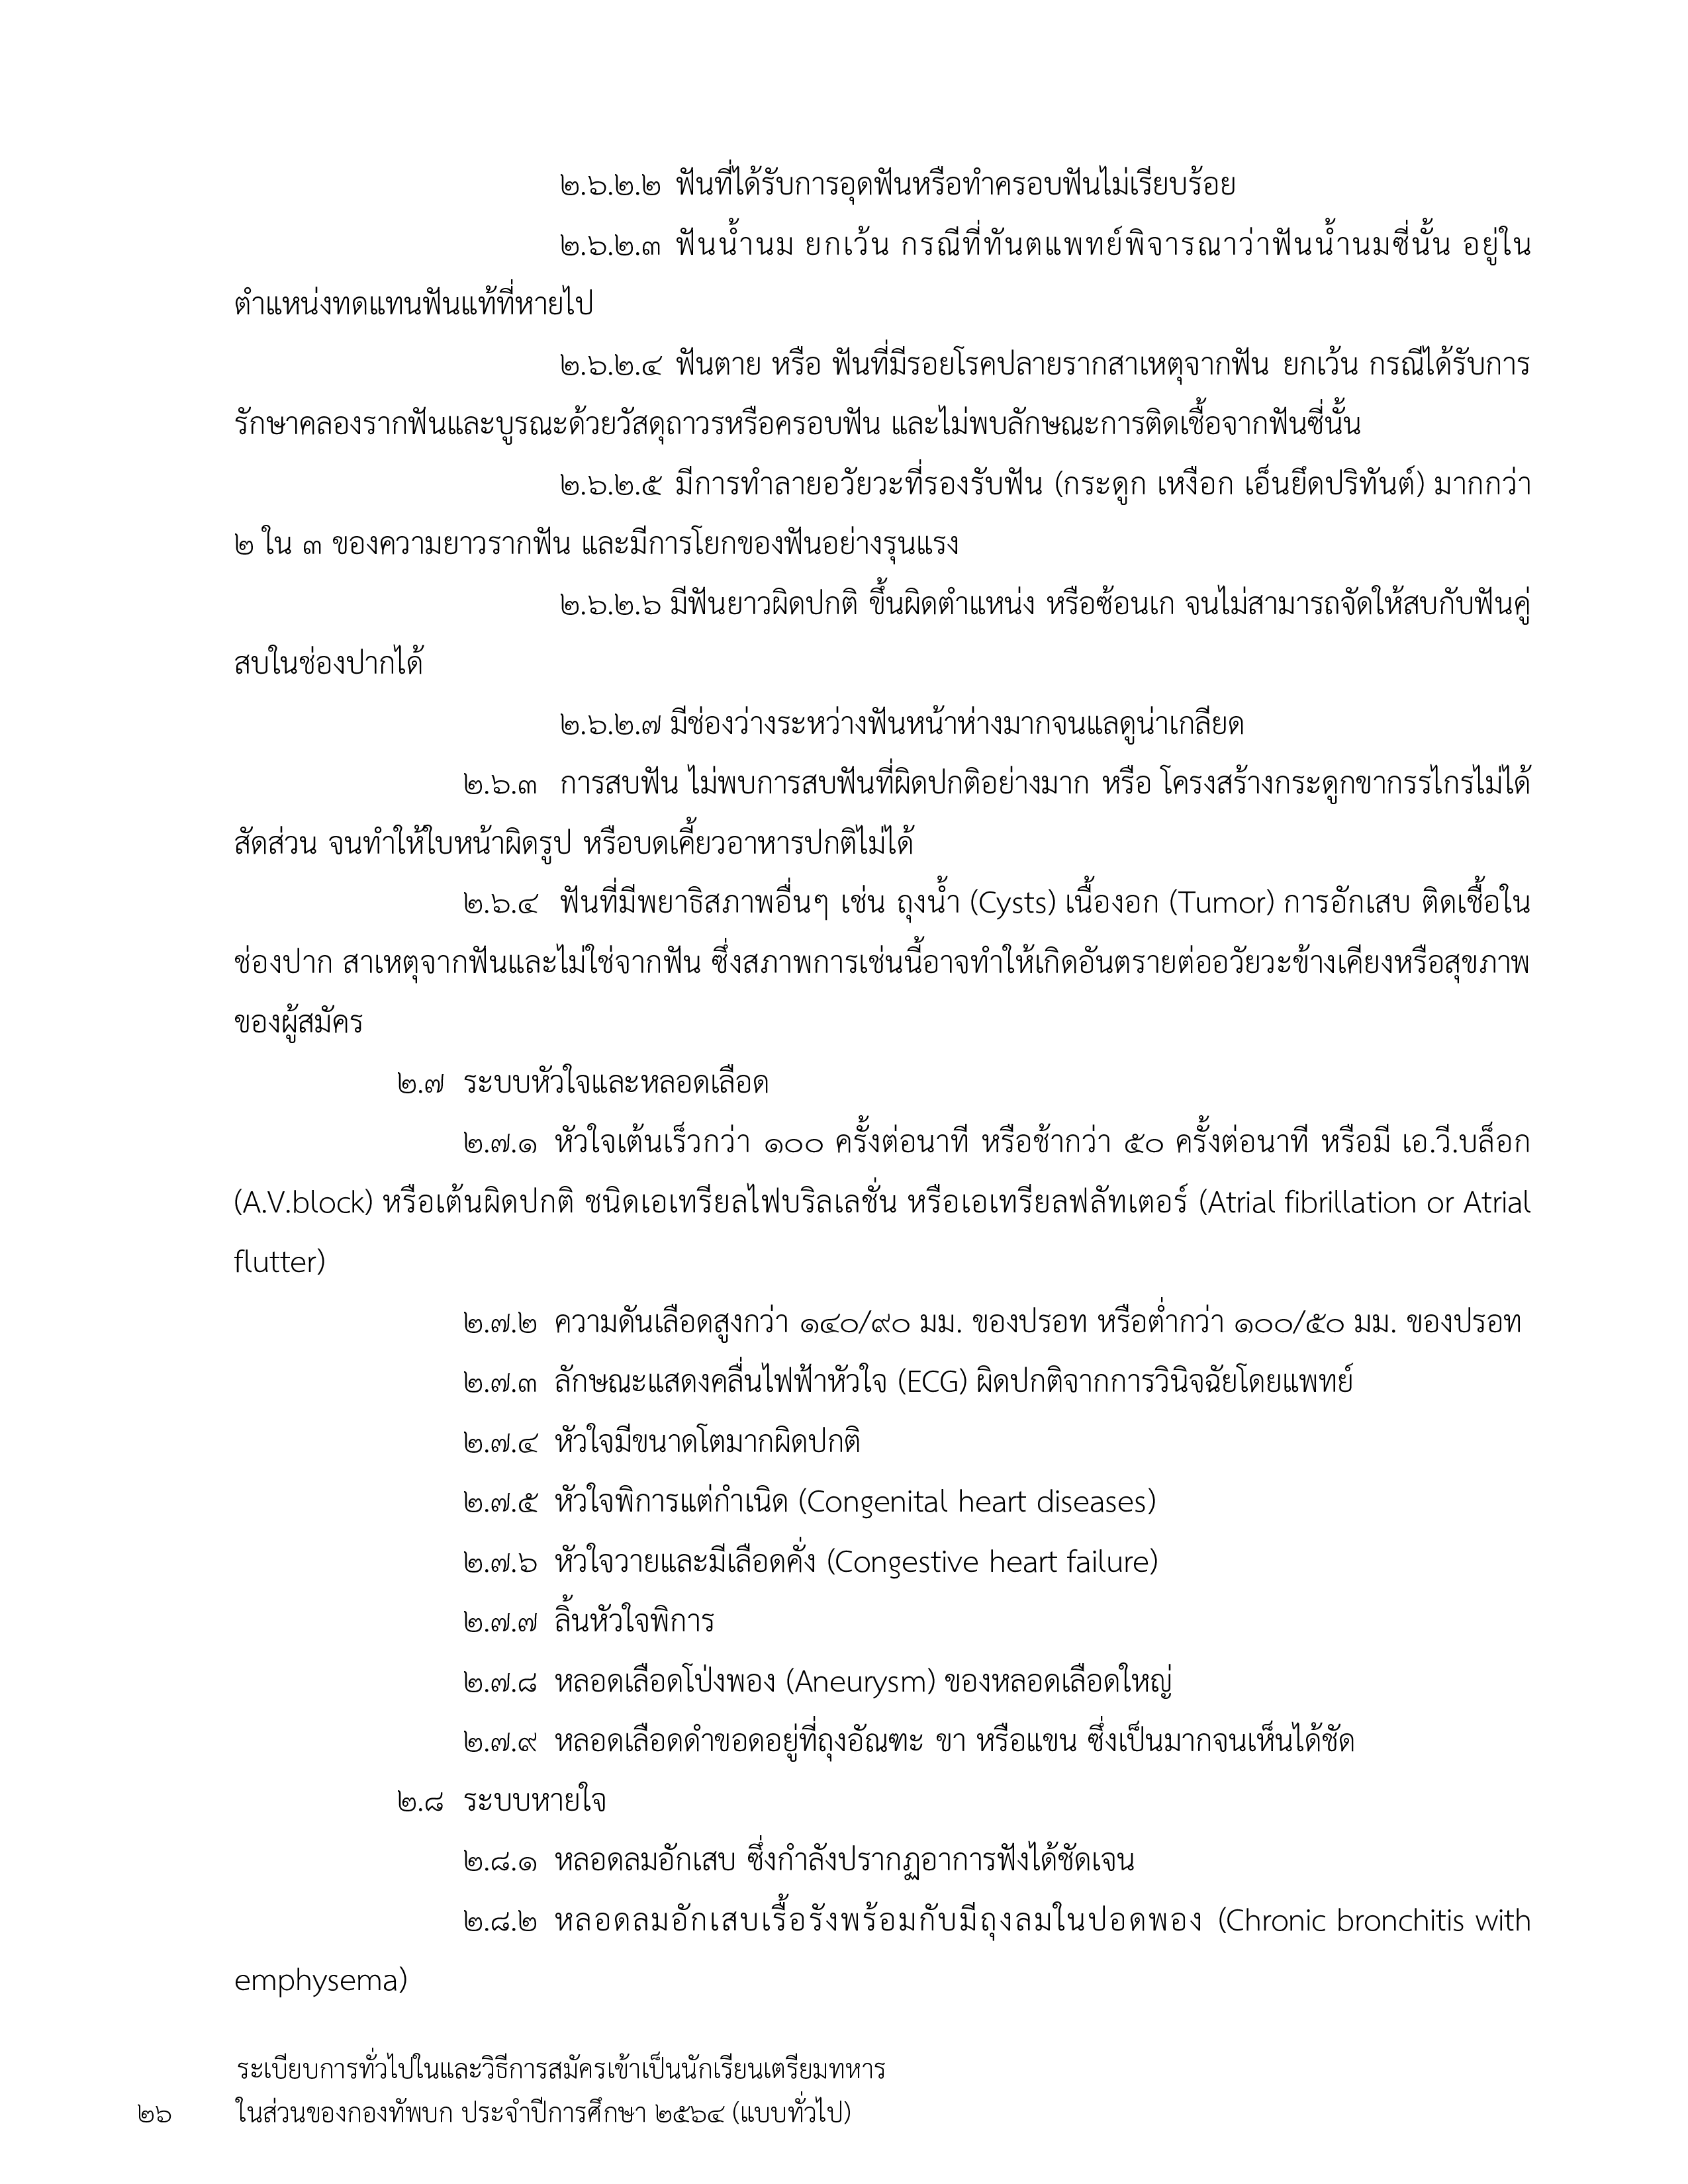 ๒.๖.๒.๒ ฟันที่ได้รับการอุดฟันหรือทำครอบฟันไม่เรียบร้อย
๒.๖.๒.๓ ฟันน้ำนม ยกเว้น กรณีที่ทันตแพทย์พิจารณาว่าฟันน้ำนมซี่นั้น อยู่ใน
ตำแหน่งทดแทนฟันแท้ที่หายไป
๒.๖.๒.๔ ฟันตาย หรือ ฟันที่มีรอยโรคปลายรากสาเหตุจากฟัน ยกเว้น กรณีได้รับการ
รักษาคลองรากฟันและบูรณะด้วยวัสดุถาวรหรือครอบฟัน และไม่พบลักษณะการติดเชื้อจากฟันซี่นั้น
๒.๖.๒.๕ มีการทำลายอวัยวะที่รองรับฟัน (กระดูก เหงือก เอ็นยึดปริทันต์) มากกว่า
๒ ใน ๓ ของความยาวรากฟัน และมีการโยกของฟันอย่างรุนแรง
๒.๖.๒.๖ มีฟันยาวผิดปกติ ขึ้นผิดตำแหน่ง หรือซ้อนเก จนไม่สามารถจัดให้สบกับฟันคู่
สบในช่องปากได้
๒.๖.๒.๗ มีช่องว่างระหว่างฟันหน้าห่างมากจนแลดูน่าเกลียด
๒.๖.๓ การสบฟัน ไม่พบการสบฟันที่ผิดปกติอย่างมาก หรือ โครงสร้างกระดูกขากรรไกรไม่ได้
สัดส่วน จนทำให้ใบหน้าผิดรูป หรือบดเคี้ยวอาหารปกติไม่ได้
๒.๖.๔ ฟันที่มีพยาธิสภาพอื่นๆ เช่น ถุงน้ำ (Cysts) เนื้องอก (Tumor) การอักเสบ ติดเชื้อใน
ช่องปาก สาเหตุจากฟันและไม่ใช่จากฟัน ซึ่งสภาพการเช่นนี้อาจทำให้เกิดอันตรายต่ออวัยวะข้างเคียงหรือสุขภาพ
ของผู้สมัคร
๒.๗ ระบบหัวใจและหลอดเลือด
๒.๗.๑ หัวใจเต้นเร็วกว่า ๑๐๐ ครั้งต่อนาที หรือช้ากว่า ๕๐ ครั้งต่อนาที หรือมี เอ.วี.บล็อก
(A.V.block) หรือเต้นผิดปกติ ชนิดเอเทรียลไฟบริลเลชั่น หรือเอเทรียลฟลัทเตอร์ (Atrial fibrillation or Atrial
flutter)
๒.๗.๒ ความดันเลือดสูงกว่า ๑๔๐/๙๐ มม. ของปรอท หรือต่ำกว่า ๑๐๐/๕๐ มม. ของปรอท
๒.๗.๓ ลักษณะแสดงคลื่นไฟฟ้าหัวใจ (ECG) ผิดปกติจากการวินิจฉัยโดยแพทย์
๒.๗.๔ หัวใจมีขนาดโตมากผิดปกติ
๒.๗.๕ หัวใจพิการแต่กำเนิด (Congenital heart diseases)
๒.๗.๖ หัวใจวายและมีเลือดคั่ง (Congestive heart failure)
๒.๗.๗ ลิ้นหัวใจพิการ
๒.๗.๘ หลอดเลือดโป่งพอง (Aneurysm) ของหลอดเลือดใหญ่
๒.๗.๙ หลอดเลือดดำขอดอยู่ที่ถุงอัณฑะ ขา หรือแขน ซึ่งเป็นมากจนเห็นได้ชัด
๒.๘ ระบบหายใจ
๒.๘.๑ หลอดลมอักเสบ ซึ่งกำลังปรากฏอาการฟังได้ชัดเจน
๒.๘.๒ หลอดลมอักเสบเรื้อรังพร้อมกับมีถุงลมในปอดพอง (Chronic bronchitis with
emphysema)
ระเบียบการทั่วไปในและวิธีการสมัครเข้าเป็นนักเรียนเตรียมทหาร
๒๖ ในส่วนของกองทัพบก ประจำปีการศึกษา ๒๕๖๔ (แบบทั่วไป)